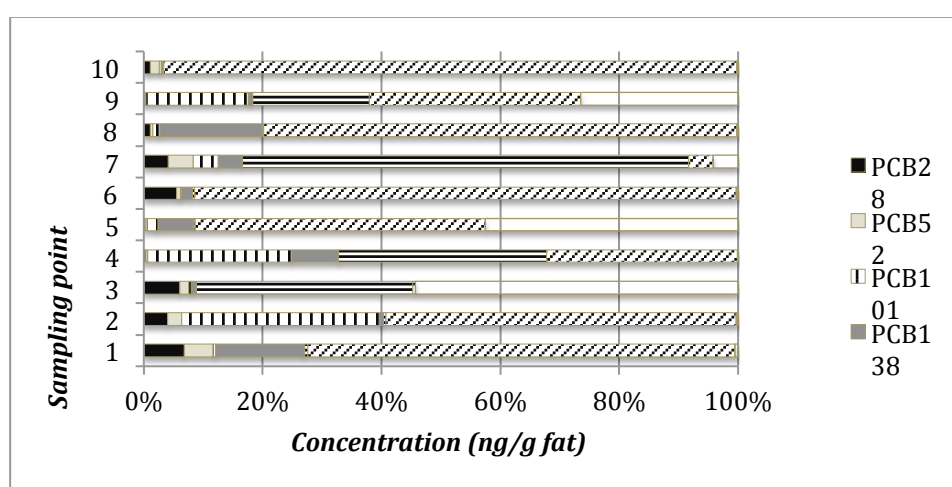 10
9
8
7
6
5
4
3
2
1
Sampling point
0% 20% 40% 60% 80% 100%
Concentration (ng/g fat)
PCB2
8
PCB5
2
PCB1
01
PCB1
38